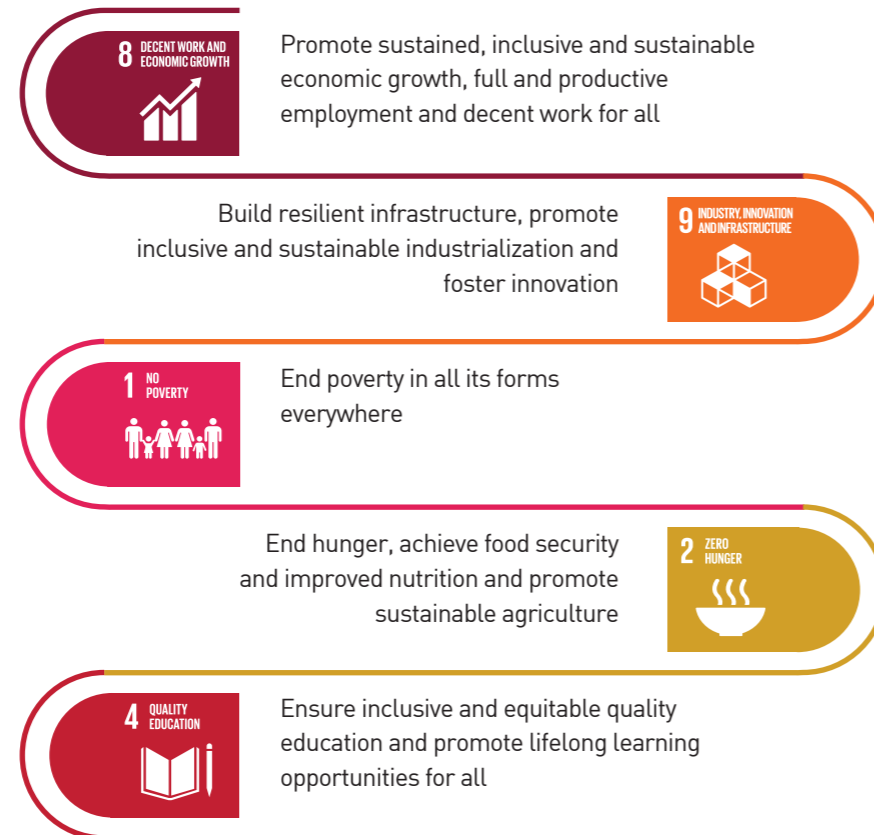 8 DECENT WORK AND
ECONOMIC GROWTH
Promote sustained, inclusive and sustainable
economic growth, full and productive
employment and decent work for all
Build resilient infrastructure, promote
inclusive and sustainable industrialization and
foster innovation
9 INDUSTRY, INNOVATION
AND INFRASTRUCTURE
1 NO
POVERTY
End poverty in all its forms
everywhere
End hunger, achieve food security
and improved nutrition and promote
sustainable agriculture
2 ZERO
HUNGER
4 QUALITY
EDUCATION
Ensure inclusive and equitable quality
education and promote lifelong learning
opportunities for all